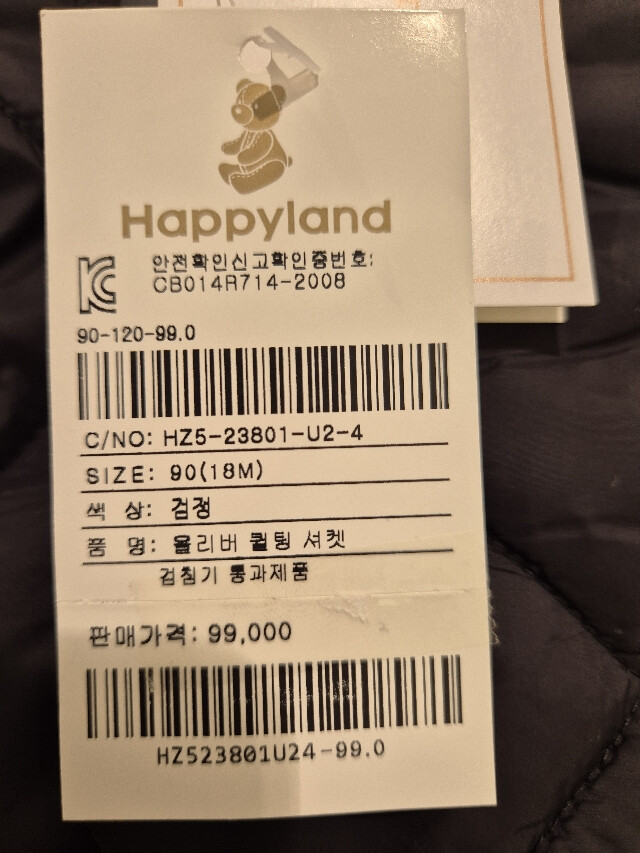 Happyland
안전확인신고확인증번호:
CB014R714-2008
90-120-99.0
C/NO: HZ5-23801-U2-4
SIZE: 90(18M)
색 상: 검정
품 명: 올리버 퀼팅 셔켓
검침기 통과제품
판매가격: 99,000
HZ523801U24-99.0